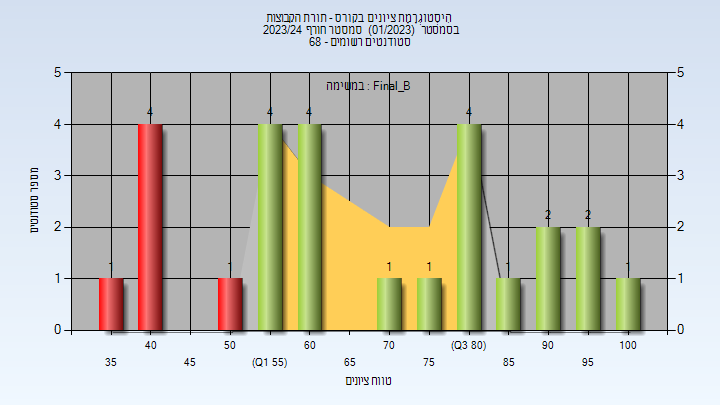 היסטוגרמת ציונים בקורס - תורת הקבוצות
בסמסטר (01/2023) סמסטר חורף 2023/24
סטודנטים רשומים - 68
במשימה : Final_B
מספר סטודנטים
5 5
4 4
3 3
2 2
1 1
0 0
1 4 1 4 4 1 1 4 1 2 2 1
40 50 60 70 (Q3 80) 90 100
35 45 (Q1 55) 65 75 85 95
טווח ציונים